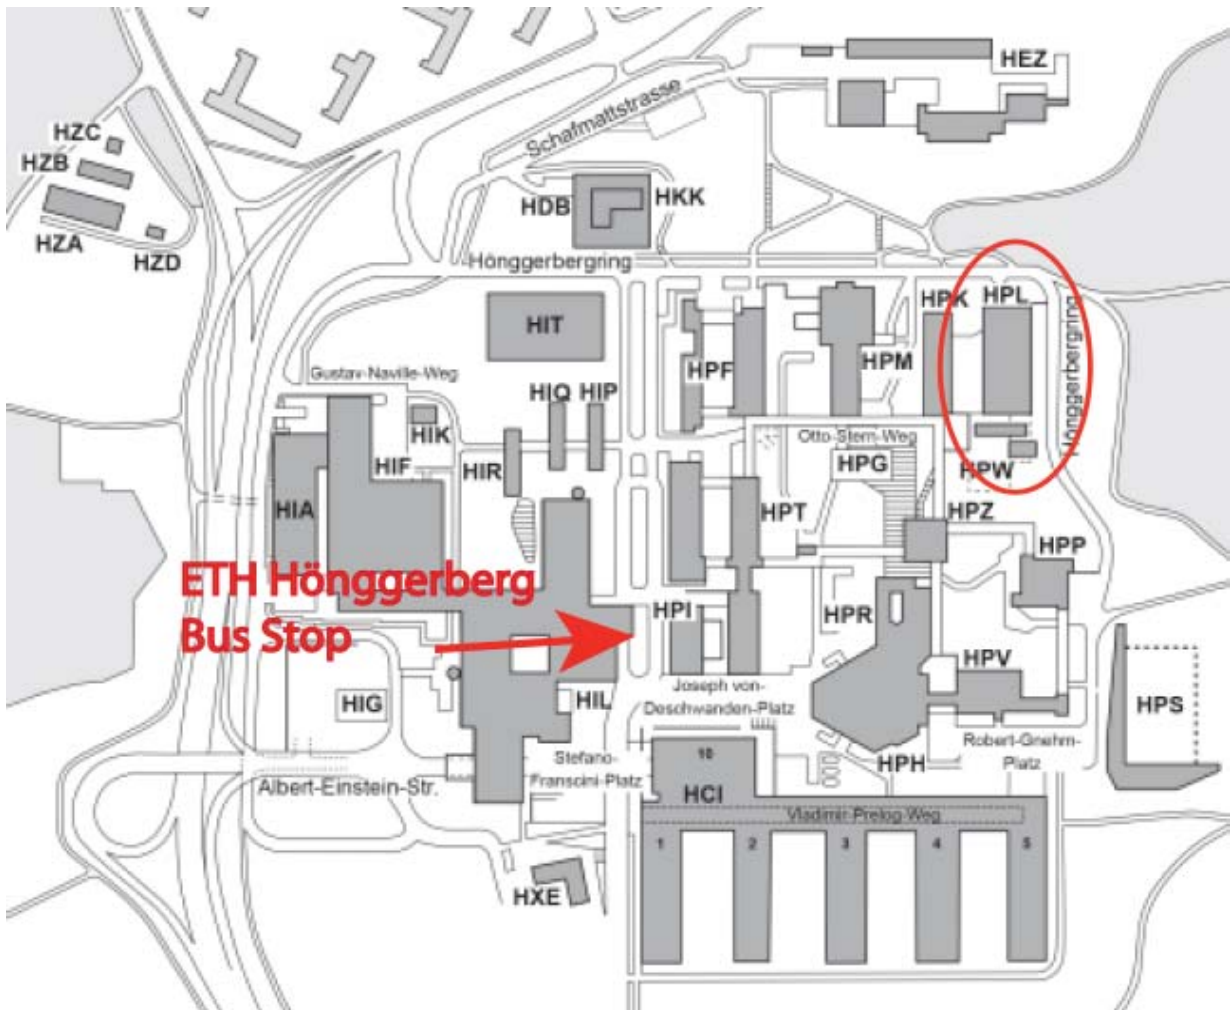 HEZ
Schafmattstrasse
HZC
HZB
HDB
HKK
HZA
HZD
Hönggerbergring
HPK
HPL
HIT
Hönggerbergring
HPF
HPM
Gustav-Naville-Weg
HIQ
HIP
HIK
Otto-Stern-Weg
HIF
HIR
HPG
HPW
HIA
HPT
HPZ
HPP
ETH Hönggerberg
Bus Stop
HPI
HPR
HPV
Joseph von-
Deschwanden-Platz
HIG
HIL
HPS
Robert-Gnehm-
Platz
Stefano-
Franscini-Platz
10
HPH
Albert-Einstein-Str.
HCI
Vladimir-Prelog-Weg
1
2
3
4
5
HXE